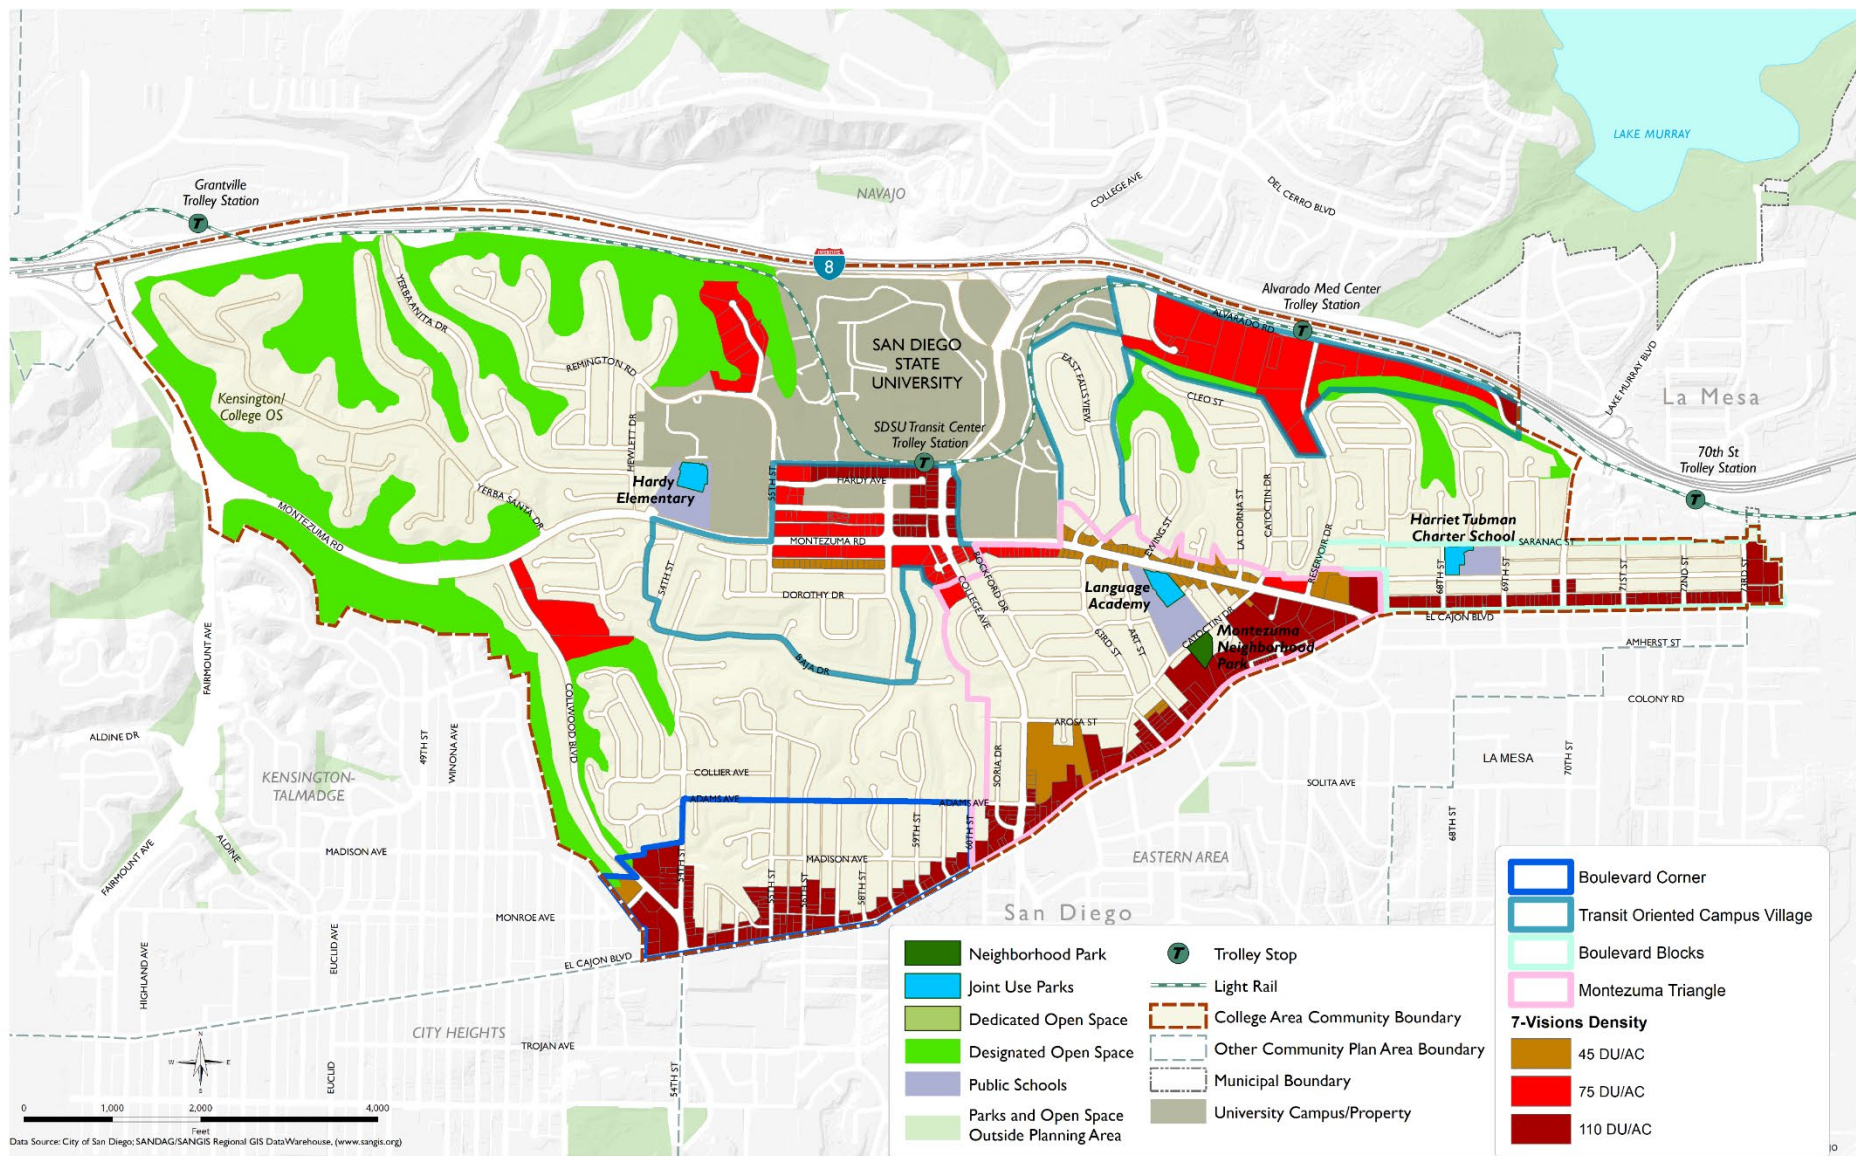 LAKE MURRAY
Grantville
Trolley Station
NAVAJO
COLLEGE AVE
DEL CERRO BLVD
8
Alvarado Med Center
Trolley Station
ALVARADO RD
YERBA ANITA DR
SAN DIEGO
STATE
UNIVERSITY
REMINGTON RD
EAST FALLS VIEW
CLEO ST
LAKE MURRAY BLVD
La Mesa
Kensington/
College OS
HEWLETT DR
SDSU Transit Center
Trolley Station
70th St
Trolley Station
Hardy
Elementary
55TH ST
HARDY AVE
YERBA SANTA DR
MONTEZUMA RD
MONTEZUMA RD
EWING ST
LA DORNA ST
CATOCTIN DR
RESERVOIR DR
Harriet Tubman
Charter School
SARANAC ST
68TH ST
69TH ST
71ST ST
72ND ST
73RD ST
54TH ST
DOROTHY DR
COLLEGE AVE
ROCKFORD DR
Language
Academy
63RD ST
ART ST
CATOCTIN DR
Montezuma
Neighborhood
Park
EL CAJON BLVD
AMHERST ST
BAJA DR
FAIRMOUNT AVE
COLLWOOD BLVD
COLONY RD
ALDINE DR
49TH ST
WINONA AVE
AROSA ST
SORIA DR
LA MESA
70TH ST
KENSINGTON-
TALMADGE
COLLIER AVE
SOLITA AVE
ADAMS AVE
ADAMS AVE
59TH ST
60TH ST
68TH ST
FAIRMOUNT AVE
ALDINE
MADISON AVE
MADISON AVE
EASTERN AREA
54TH ST
55TH ST
56TH ST
58TH ST
MONROE AVE
San Diego
HIGHLAND AVE
EUCLID AVE
EL CAJON BLVD
CITY HEIGHTS
TROJAN AVE
EUCLID
54TH ST
N
W
E
S
0
1,000
2,000
4,000
Feet
Data Source: City of San Diego; SANDAG/SANGIS Regional GIS DataWarehouse, (www.sangis.org)
Neighborhood Park
Joint Use Parks
Dedicated Open Space
Designated Open Space
Public Schools
Parks and Open Space
Outside Planning Area
T
Trolley Stop
Light Rail
College Area Community Boundary
Other Community Plan Area Boundary
Municipal Boundary
University Campus/Property
Boulevard Corner
Transit Oriented Campus Village
Boulevard Blocks
Montezuma Triangle
7-Visions Density
45 DU/AC
75 DU/AC
110 DU/AC